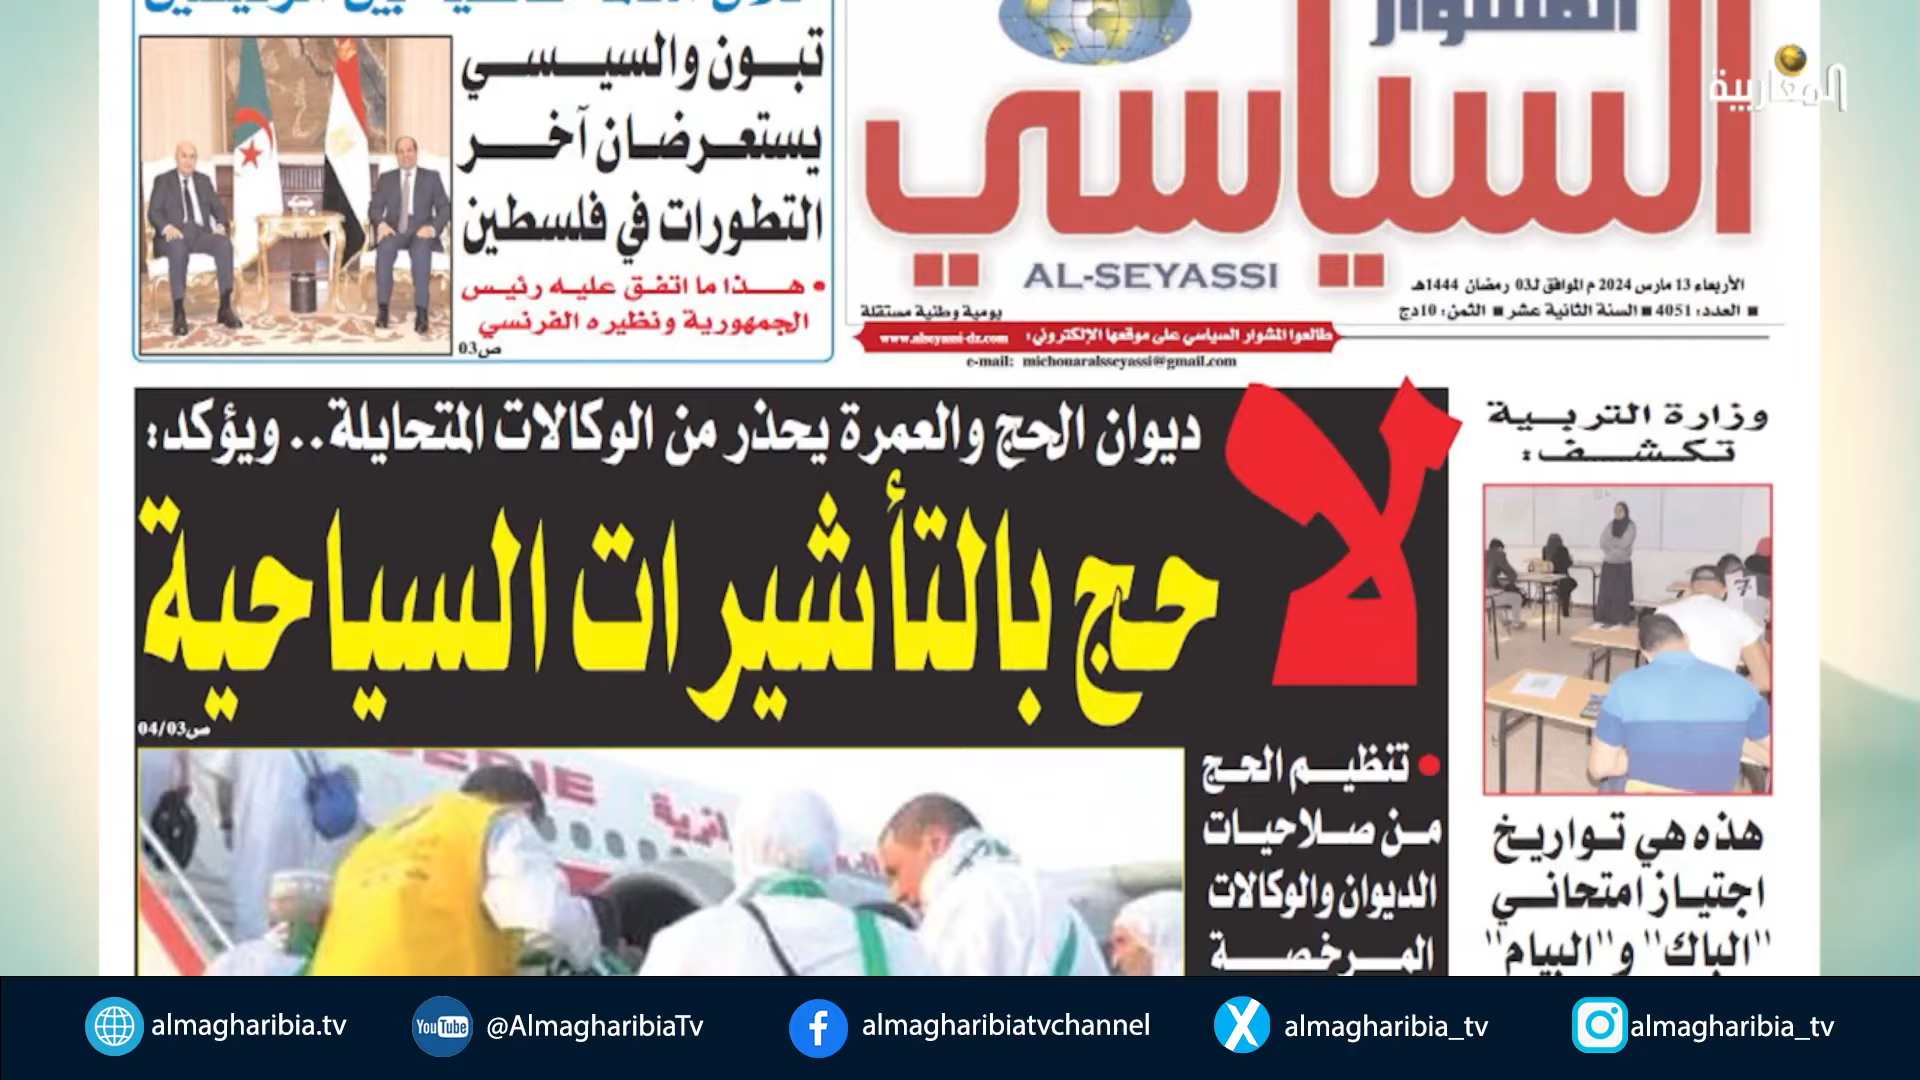 المشوار
السياسي
AL-SEYASSI
المغاربية
الأربعاء 13 مارس 2024 م الموافق لـ03 رمضان 1444هـ
■ العدد: 4051 ■ السنة الثانية عشر ■ الثمن: 10دج
يومية وطنية مستقلة
طالعوا المشوار السياسي على موقعها الإلكتروني: www.alseyassi-dz.com
e-mail: michouaralsseyassi@gmail.com
تبون والسيسي
يستعرضان آخر
التطورات في فلسطين
• هذا ما اتفق عليه رئيس
الجمهورية ونظيره الفرنسي
ص03
ديوان الحج والعمرة يحذر من الوكالات المتحايلة.. ويؤكد:
لا
حج بالتأشيرات السياحية
ص04/03
• تنظيم الحج
من صلاحيات
الديوان والوكالات
المرخصة
وزارة التربية
تكشف:
7
هذه هي تواريخ
اجتياز امتحاني
"الباك" و"البيام"
almagharibia.tv
YouTube @AlmagharibiaTv
almagharibiatvchannel
almagharibia_tv
almagharibia_tv